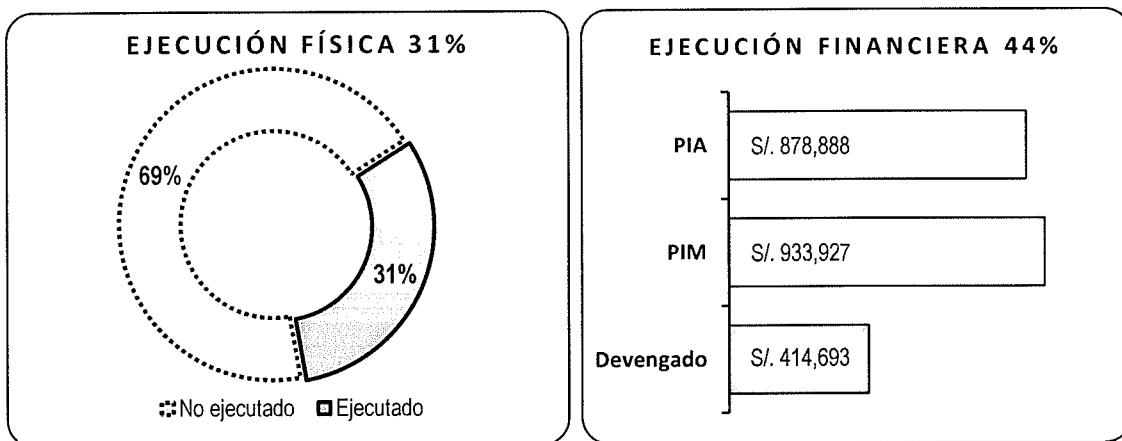 EJECUCIÓN FÍSICA 31%
69%
31%
No ejecutado Ejecutado
EJECUCIÓN FINANCIERA 44%
PIA S/. 878,888
PIM S/. 933,927
Devengado S/. 414,693